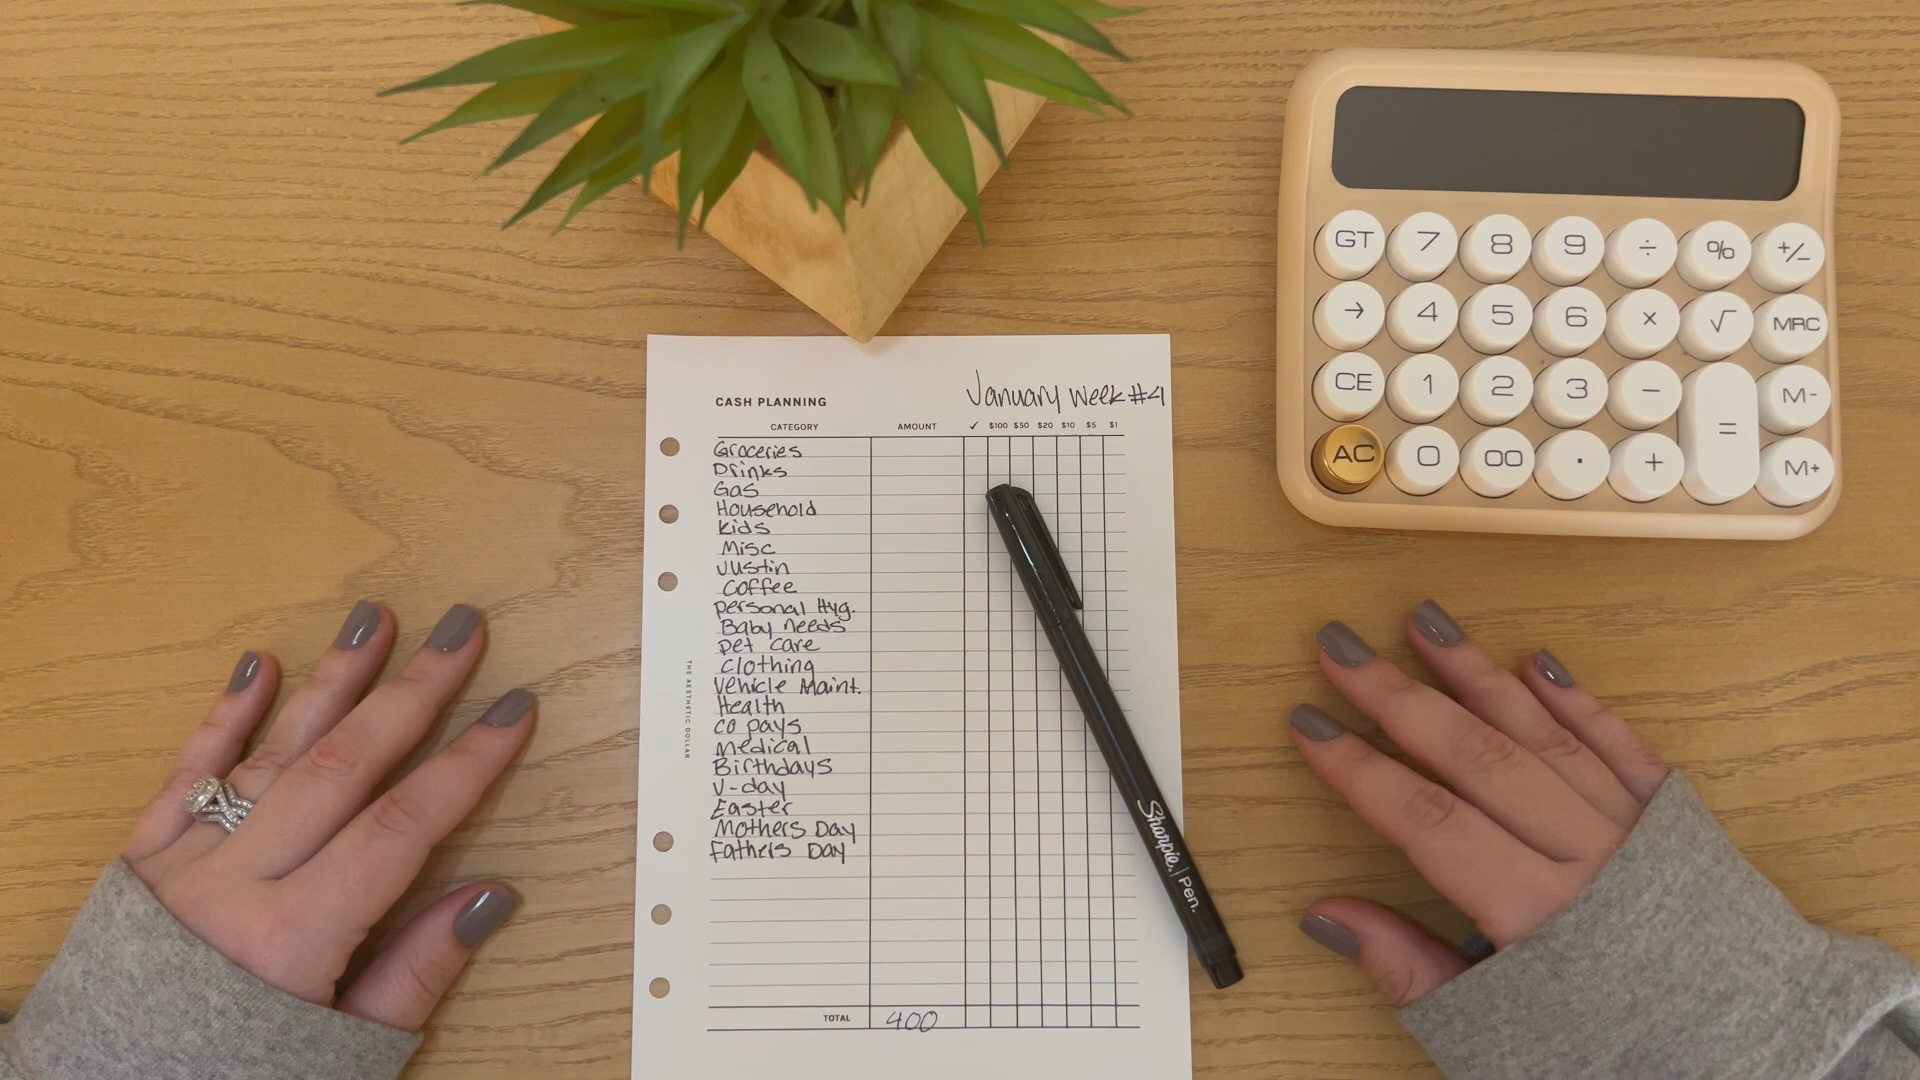 CASH PLANNING
January Week #4
CATEGORY AMOUNT ✓ $100 $50 $20 $10 $5 $1
Groceries
Drinks
Gas
Household
Kids
Misc
Justin
Coffee
Personal Hyg.
Baby needs
Pet care
Clothing
Vehicle Maint.
Health
Co pays
Medical
Birthdays
V-day
Easter
Mothers Day
Fathers Day
TOTAL 400
THE AESTHETIC DOLLAR
Sharpie. | Pen.
GT 7 8 9 ÷ % +/-
→ 4 5 6 × √ MRC
CE 1 2 3 - = M-
AC 0 00 . + M+